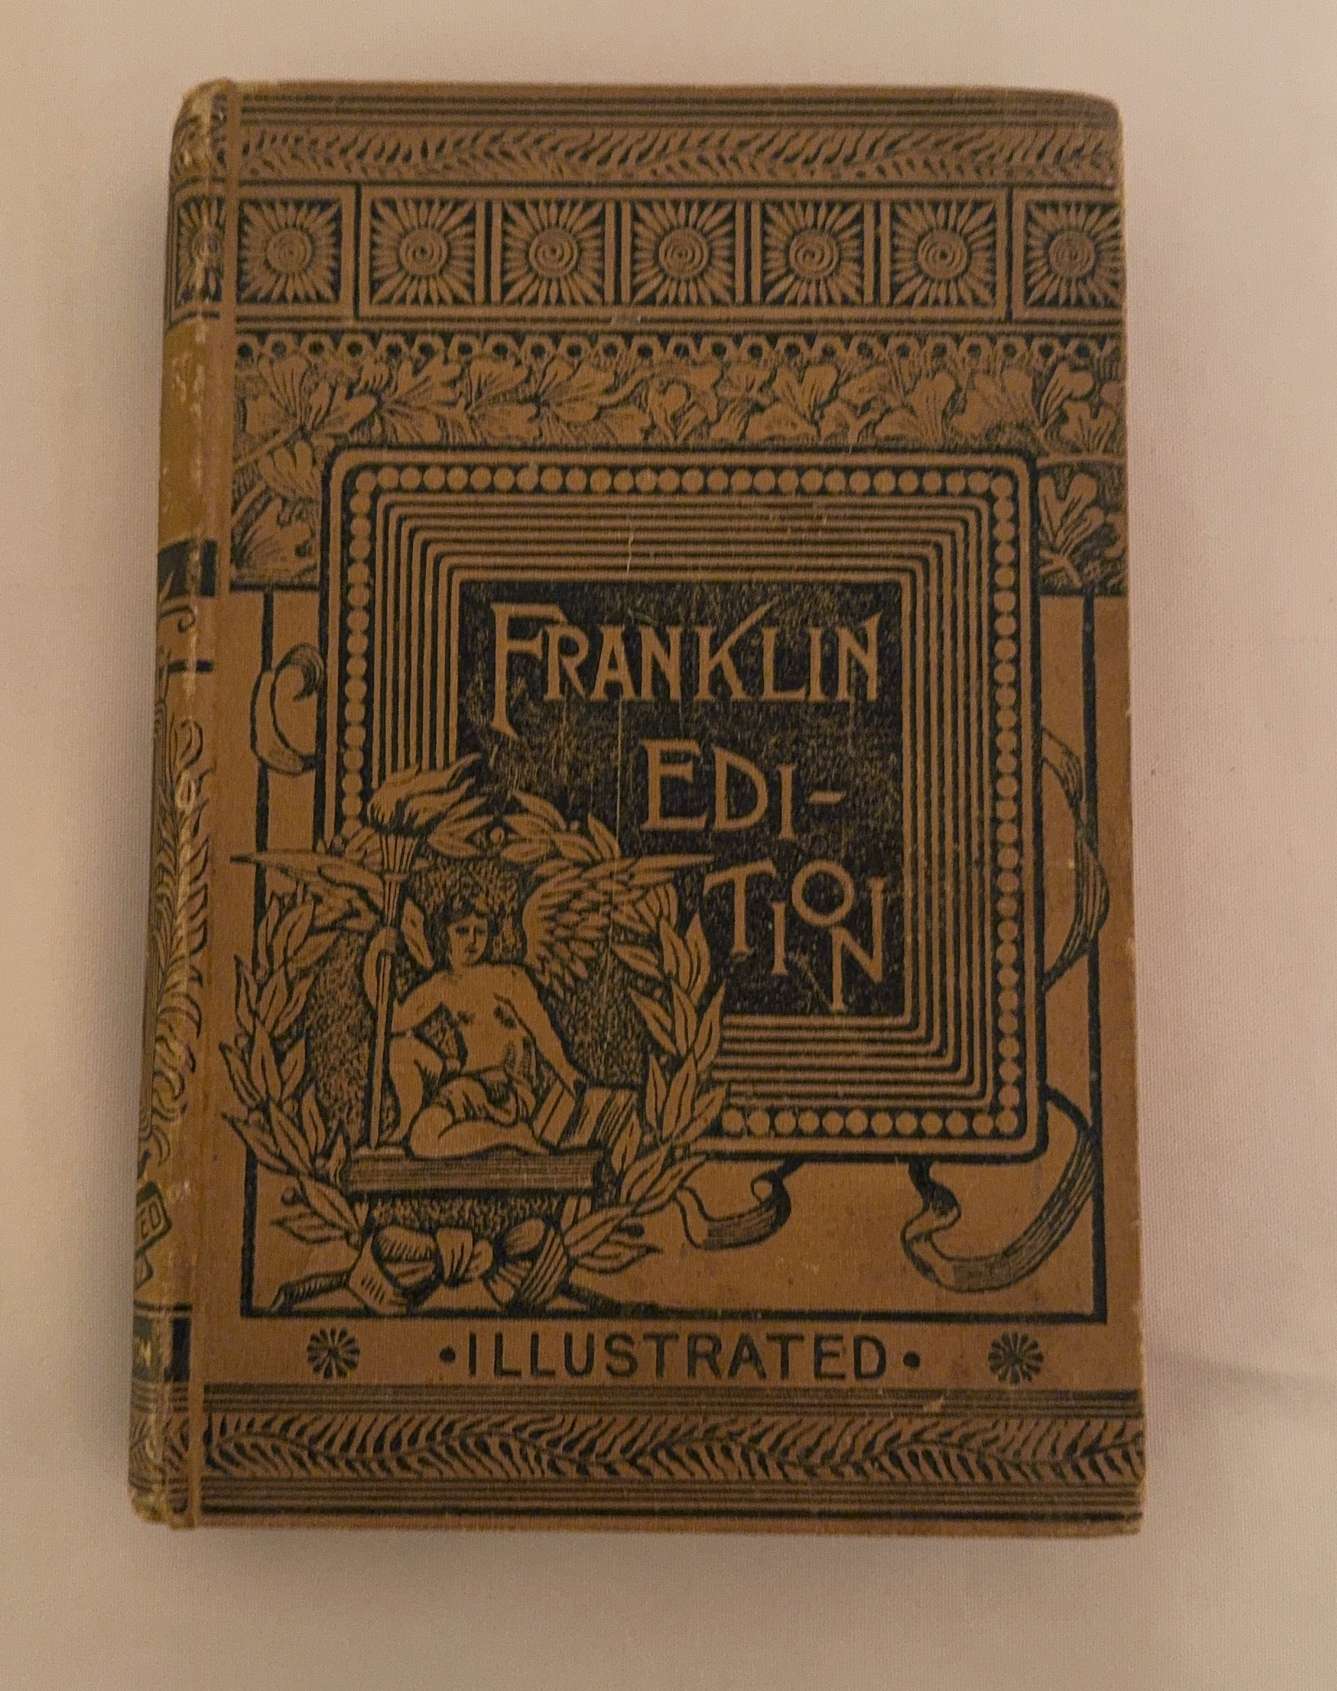 FRANKLIN
EDI-
TION
•ILLUSTRATED•